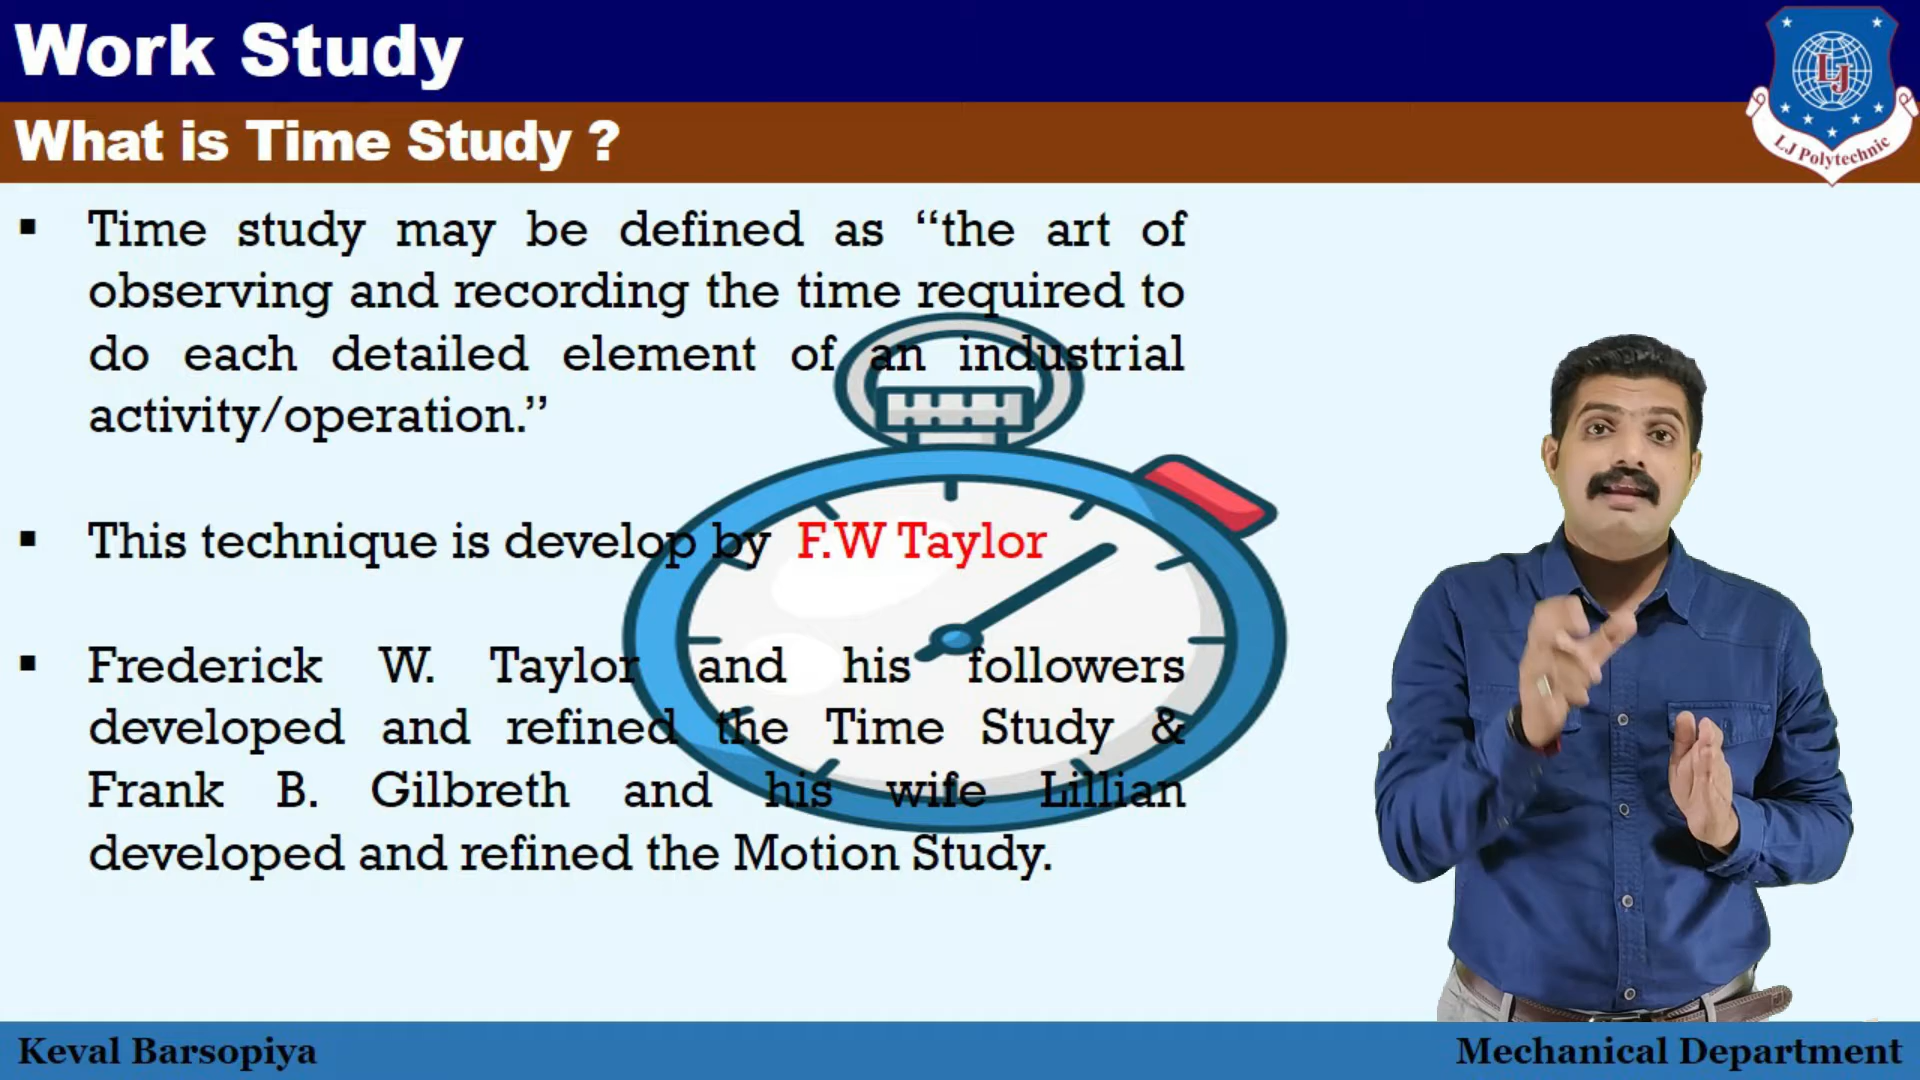 Work Study
What is Time Study ?
LJ
LJ Polytechnic
▪ Time study may be defined as “the art of
observing and recording the time required to
do each detailed element of an industrial
activity/operation.”
▪ This technique is develop by F.W Taylor
▪ Frederick W. Taylor and his followers
developed and refined the Time Study &
Frank B. Gilbreth and his wife Lillian
developed and refined the Motion Study.
Keval Barsopiya
Mechanical Department